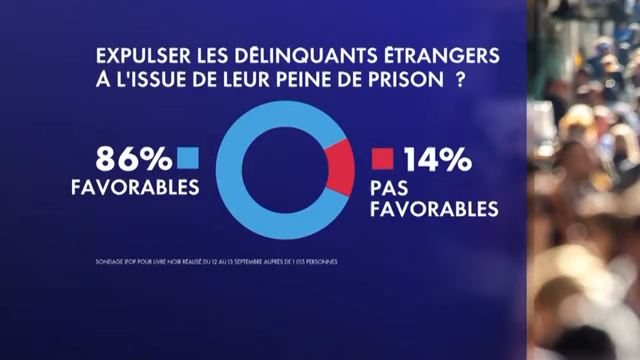 EXPULSER LES DÉLINQUANTS ÉTRANGERS
À L'ISSUE DE LEUR PEINE DE PRISON ?
86%
FAVORABLES
14%
PAS
FAVORABLES
SONDAGE IFOP POUR LIVRE NOIR RÉALISÉ DU 12 AU 13 SEPTEMBRE AUPRÈS DE 1 015 PERSONNES